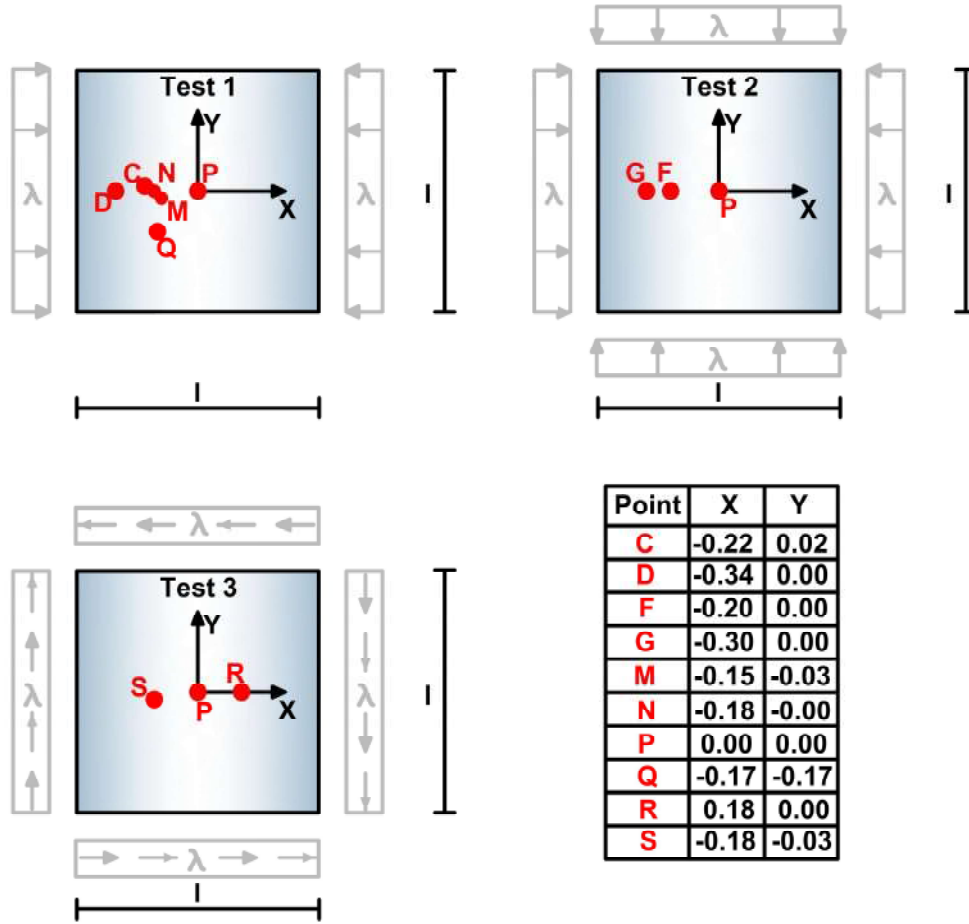 Test 1
Y
C
N
P
D
M
X
Q
λ
λ
l
l
λ
Test 2
Y
G
F
P
X
λ
λ
λ
l
l
λ
Test 3
Y
S
P
R
X
λ
λ
λ
l
l
Point X Y
C -0.22 0.02
D -0.34 0.00
F -0.20 0.00
G -0.30 0.00
M -0.15 -0.03
N -0.18 -0.00
P 0.00 0.00
Q -0.17 -0.17
R 0.18 0.00
S -0.18 -0.03